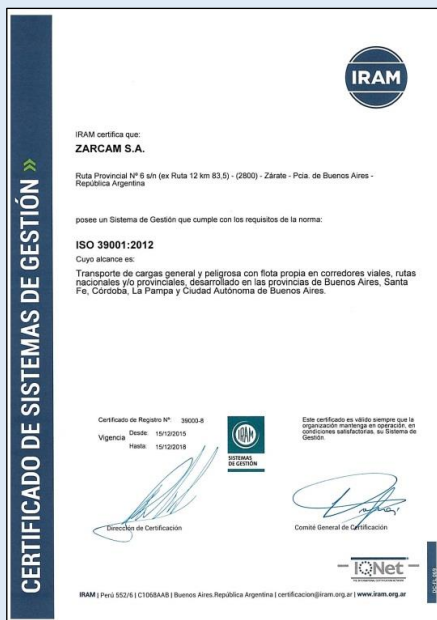 CERTIFICADO DE SISTEMAS DE GESTIÓN »
IRAM
IRAM certifica que:
ZARCAM S.A.
Ruta Provincial Nº 6 s/n (ex Ruta 12 km 83,5) - (2800) - Zárate - Pcia. de Buenos Aires -
República Argentina
posee un Sistema de Gestión que cumple con los requisitos de la norma:
ISO 39001:2012
Cuyo alcance es:
Transporte de cargas general y peligrosa con flota propia en corredores viales, rutas
nacionales y/o provinciales, desarrollado en las provincias de Buenos Aires, Santa
Fe, Córdoba, La Pampa y Ciudad Autónoma de Buenos Aires.
Certificado de Registro Nº: 39000-8
Vigencia Desde: 15/12/2015
Hasta: 15/12/2018
IRAM
SISTEMAS
DE GESTIÓN
Este certificado es válido siempre que la
organización mantenga en operación, en
condiciones satisfactorias, su Sistema de
Gestión.
Dirección de Certificación
Comité General de Certificación
IQNet
IRAM | Perú 552/6 | C1068AAB | Buenos Aires.República Argentina | certificacion@iram.org.ar | www.iram.org.ar